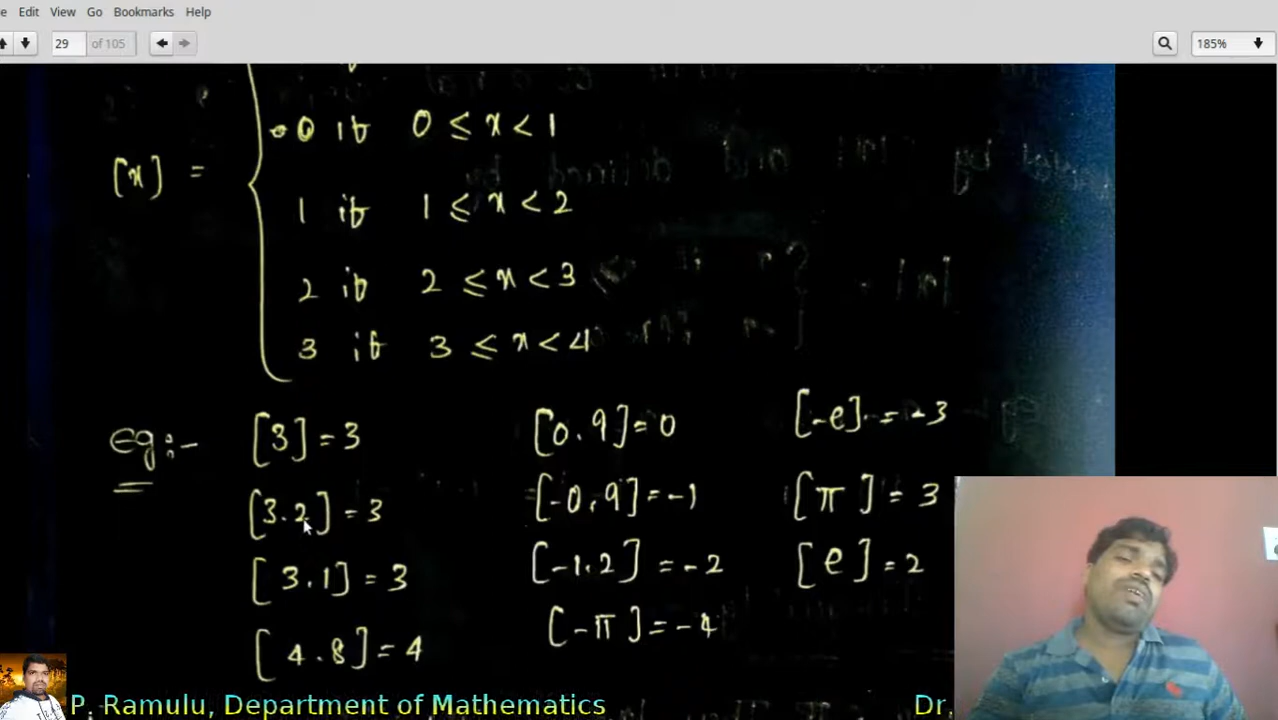 Edit View Go Bookmarks Help
29 of 105 185%
0 if 0 ≤ x < 1
[x] =
1 if 1 ≤ x < 2
2 if 2 ≤ x < 3
3 if 3 ≤ x < 4
eg:- [3] = 3 [0.9] = 0 [-e] = -3
[3.2] = 3 [-0.9] = -1 [π] = 3
[3.1] = 3 [-1.2] = -2 [e] = 2
[4.8] = 4 [-π] = -4
P. Ramulu, Department of Mathematics Dr.